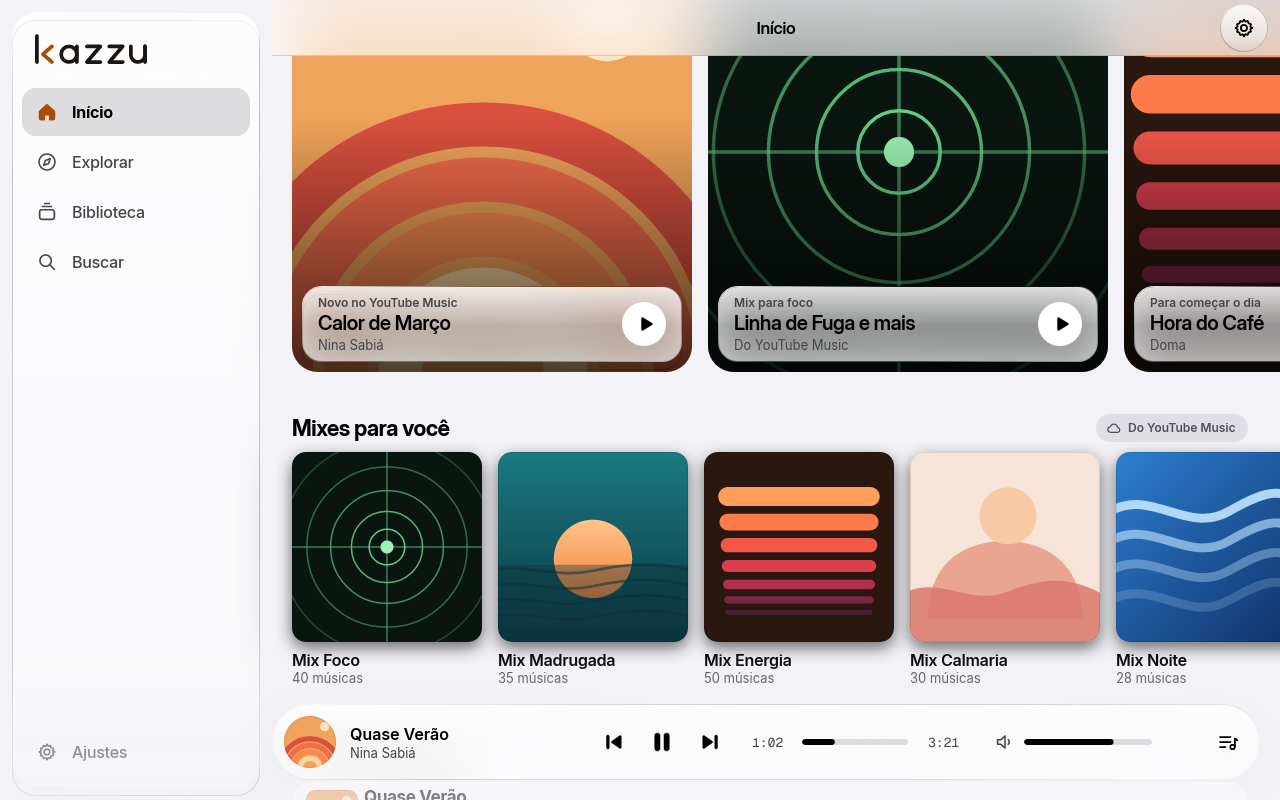 kazzu
Início
Explorar
Biblioteca
Buscar
Ajustes
Início
Novo no YouTube Music
Calor de Março
Nina Sabiá
Mix para foco
Linha de Fuga e mais
Do YouTube Music
Para começar o dia
Hora do Café
Doma
Mixes para você
Do YouTube Music
Mix Foco
40 músicas
Mix Madrugada
35 músicas
Mix Energia
50 músicas
Mix Calmaria
30 músicas
Mix Noite
28 músicas
Quase Verão
Nina Sabiá
1:02
3:21
Quase Verão